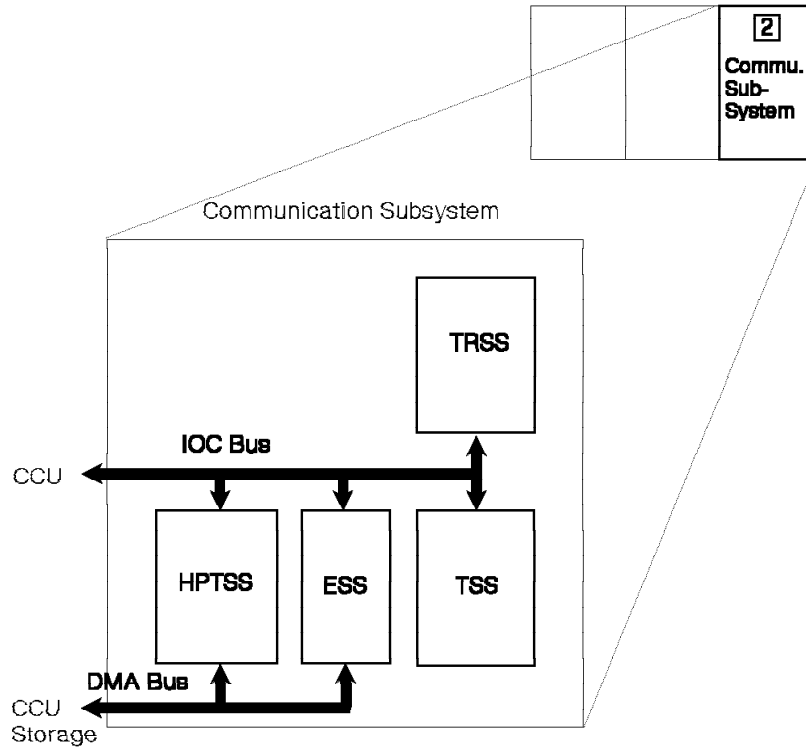 2
Commu.
Sub-
System
Communication Subsystem
TRSS
IOC Bus
CCU
HPTSS
ESS
TSS
DMA Bus
CCU
Storage